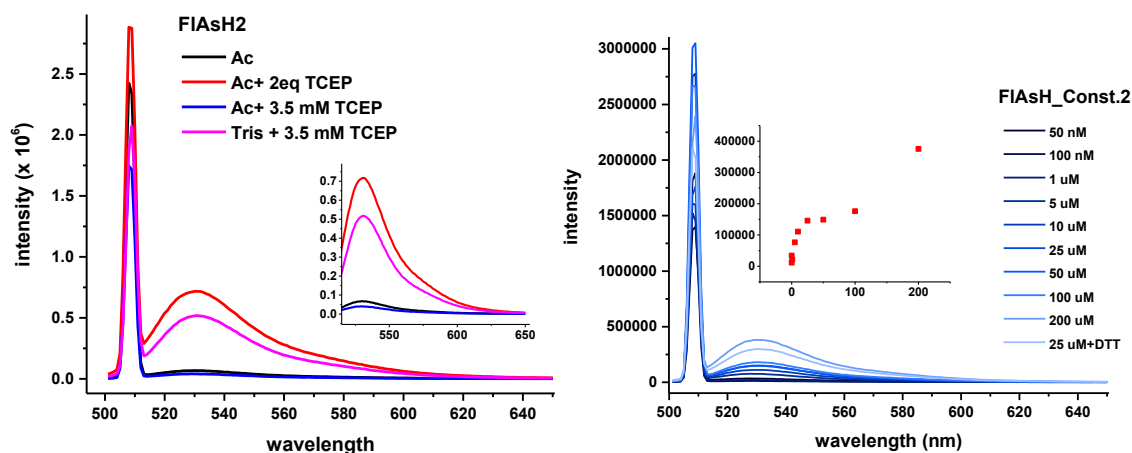 FlAsH2
Ac
Ac+ 2eq TCEP
Ac+ 3.5 mM TCEP
Tris + 3.5 mM TCEP
intensity (x 10⁶)
2.5
2.0
1.5
1.0
0.5
0.0
500 520 540 560 580 600 620 640
wavelength
0.7
0.6
0.5
0.4
0.3
0.2
0.1
0.0
550 600 650
FlAsH_Const.2
50 nM
100 nM
1 uM
5 uM
10 uM
25 uM
50 uM
100 uM
200 uM
25 uM+DTT
intensity
3000000
2500000
2000000
1500000
1000000
500000
0
500 520 540 560 580 600 620 640
wavelength (nm)
400000
300000
200000
100000
0
0 100 200